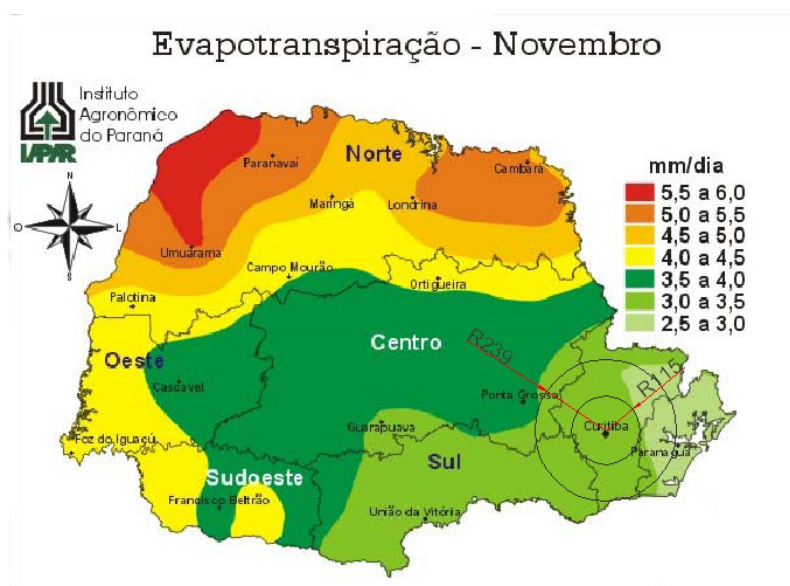 Evapotranspiração - Novembro
Instituto
Agronômico
do Paraná
IAPAR
N
O
L
S
mm/dia
5,5 a 6,0
5,0 a 5,5
4,5 a 5,0
4,0 a 4,5
3,5 a 4,0
3,0 a 3,5
2,5 a 3,0
Norte
Paranavaí
Cambará
Maringá
Londrina
Umuarama
Campo Mourão
Ortigueira
Palotina
Centro
R239
Oeste
R115
Cascavel
Ponta Grossa
Guarapuava
Curitiba
Foz do Iguaçú
Paranaguá
Sul
Sudoeste
Francisco Beltrão
União da Vitória